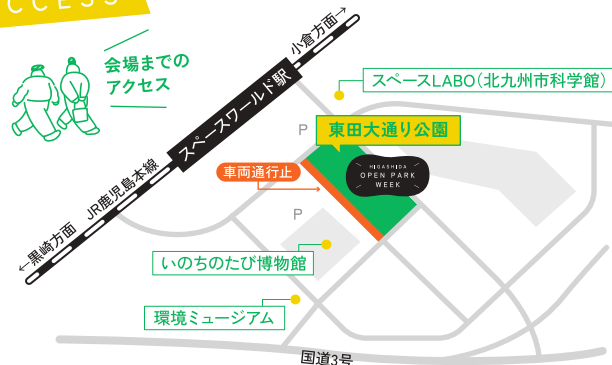 CCESS
会場までの
アクセス
小倉方面→
スペースワールド駅
JR鹿児島本線
←黒崎方面
スペースLABO(北九州市科学館)
P
東田大通り公園
HIGASHIDA
OPEN PARK
WEEK
車両通行止
P
いのちのたび博物館
環境ミュージアム
国道3号